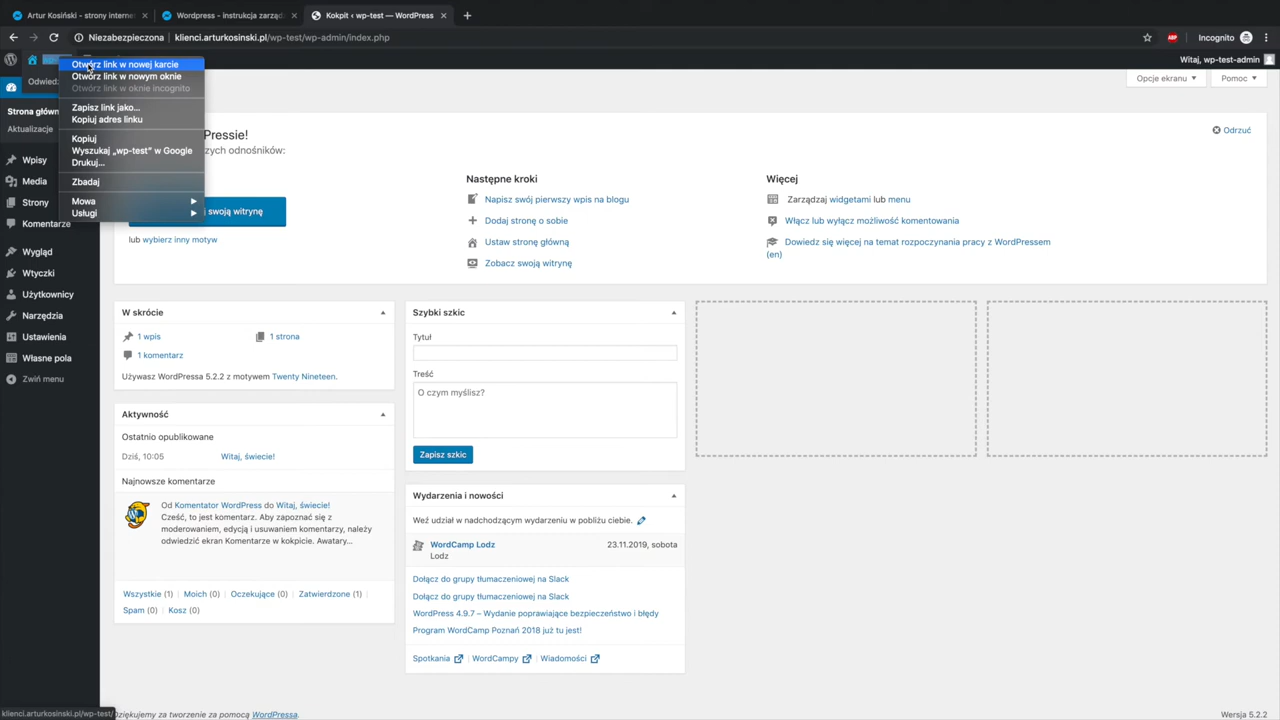 Artur Kosiński - strony interne
Wordpress - instrukcja zarząd
Kokpit ‹ wp-test — WordPress
Niezabezpieczona
klienci.arturkosinski.pl/wp-test/wp-admin/index.php
ABP
Incognito
Witaj, wp-test-admin
Odwied
Otwórz link w nowej karcie
Otwórz link w nowym oknie
Otwórz link w oknie incognito
Zapisz link jako...
Kopiuj adres linku
Kopiuj
Wyszukaj „wp-test” w Google
Drukuj...
Zbadaj
Mowa
Usługi
Opcje ekranu
Pomoc
Strona główn
Aktualizacje
Wpisy
Media
Strony
Komentarze
Wygląd
Wtyczki
Użytkownicy
Narzędzia
Ustawienia
Własne pola
Zwiń menu
Pressie!
zych odnośników:
Odrzuć
swoją witrynę
lub wybierz inny motyw
Następne kroki
Napisz swój pierwszy wpis na blogu
Dodaj stronę o sobie
Ustaw stronę główną
Zobacz swoją witrynę
Więcej
Zarządzaj widgetami lub menu
Włącz lub wyłącz możliwość komentowania
Dowiedz się więcej na temat rozpoczynania pracy z WordPressem
(en)
W skrócie
1 wpis
1 strona
1 komentarz
Używasz WordPressa 5.2.2 z motywem Twenty Nineteen.
Aktywność
Ostatnio opublikowane
Dziś, 10:05
Witaj, świecie!
Najnowsze komentarze
Od Komentator WordPress do Witaj, świecie!
Cześć, to jest komentarz. Aby zapoznać się z
moderowaniem, edycją i usuwaniem komentarzy, należy
odwiedzić ekran Komentarze w kokpicie. Awatary...
Wszystkie (1) | Moich (0) | Oczekujące (0) | Zatwierdzone (1) |
Spam (0) | Kosz (0)
Szybki szkic
Tytuł
Treść
O czym myślisz?
Zapisz szkic
Wydarzenia i nowości
Weź udział w nadchodzącym wydarzeniu w pobliżu ciebie.
WordCamp Lodz
23.11.2019, sobota
Lodz
Dołącz do grupy tłumaczeniowej na Slack
Dołącz do grupy tłumaczeniowej na Slack
WordPress 4.9.7 – Wydanie poprawiające bezpieczeństwo i błędy
Program WordCamp Poznań 2018 już tu jest!
Spotkania | WordCampy | Wiadomości
klienci.arturkosinski.pl/wp-test/
Dziękujemy za tworzenie za pomocą WordPressa.
Wersja 5.2.2